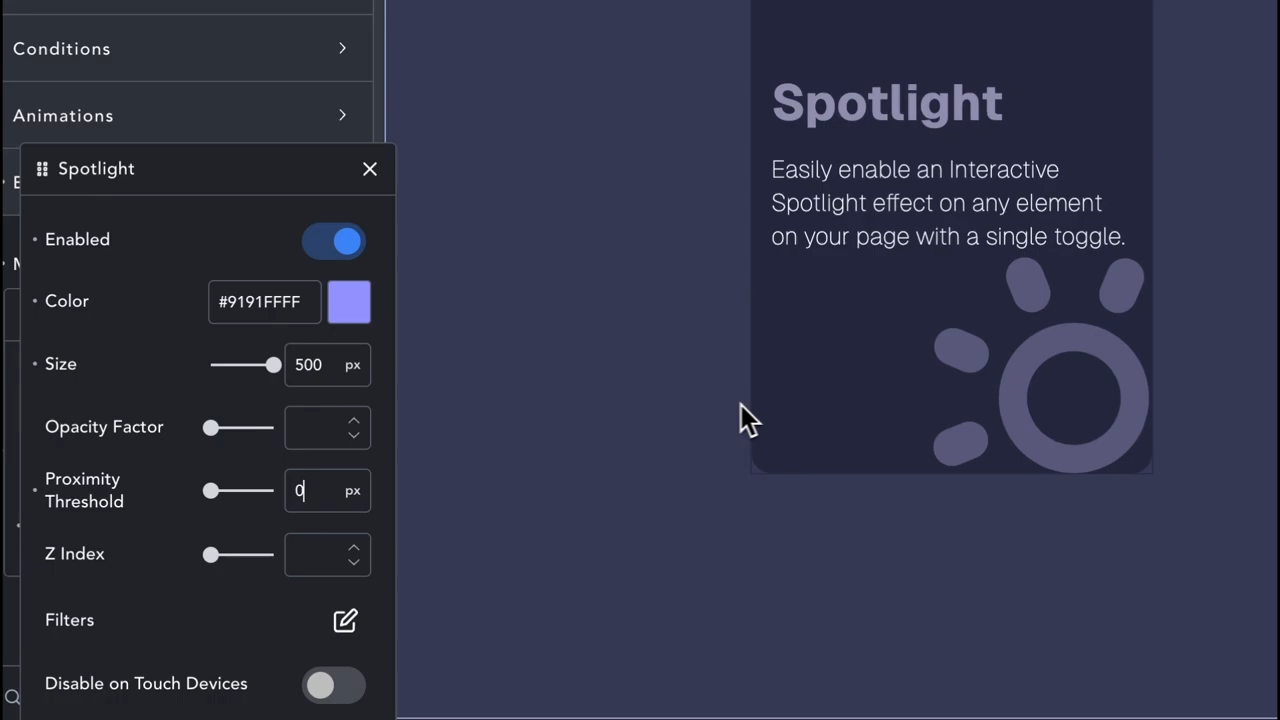 Conditions
Animations
Spotlight
Enabled
Color
#9191FFFF
Size
500 px
Opacity Factor
Proximity
Threshold
0 px
Z Index
Filters
Disable on Touch Devices
Spotlight
Easily enable an Interactive
Spotlight effect on any element
on your page with a single toggle.